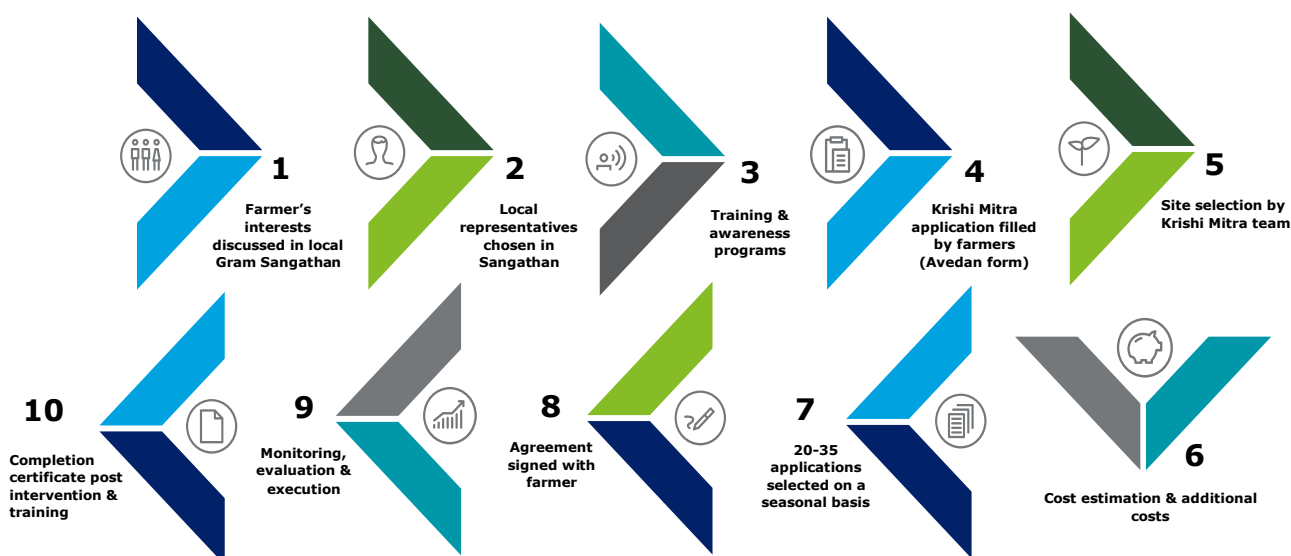 1
Farmer’s
interests
discussed in local
Gram Sangathan
2
Local
representatives
chosen in
Sangathan
3
Training &
awareness
programs
4
Krishi Mitra
application filled
by farmers
(Avedan form)
5
Site selection by
Krishi Mitra team
6
Cost estimation & additional
costs
7
20-35
applications
selected on a
seasonal basis
8
Agreement
signed with
farmer
9
Monitoring,
evaluation &
execution
10
Completion
certificate post
intervention &
training